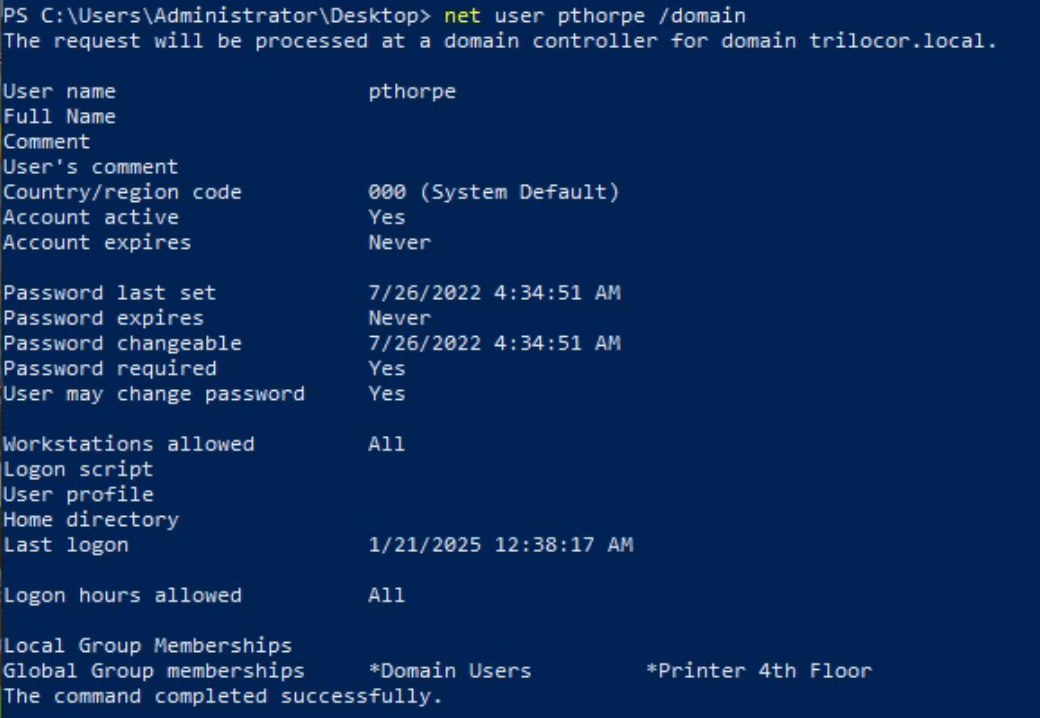 PS C:\Users\Administrator\Desktop> net user pthorpe /domain
The request will be processed at a domain controller for domain trilocor.local.
User name pthorpe
Full Name
Comment
User's comment
Country/region code 000 (System Default)
Account active Yes
Account expires Never
Password last set 7/26/2022 4:34:51 AM
Password expires Never
Password changeable 7/26/2022 4:34:51 AM
Password required Yes
User may change password Yes
Workstations allowed All
Logon script
User profile
Home directory
Last logon 1/21/2025 12:38:17 AM
Logon hours allowed All
Local Group Memberships
Global Group memberships *Domain Users *Printer 4th Floor
The command completed successfully.